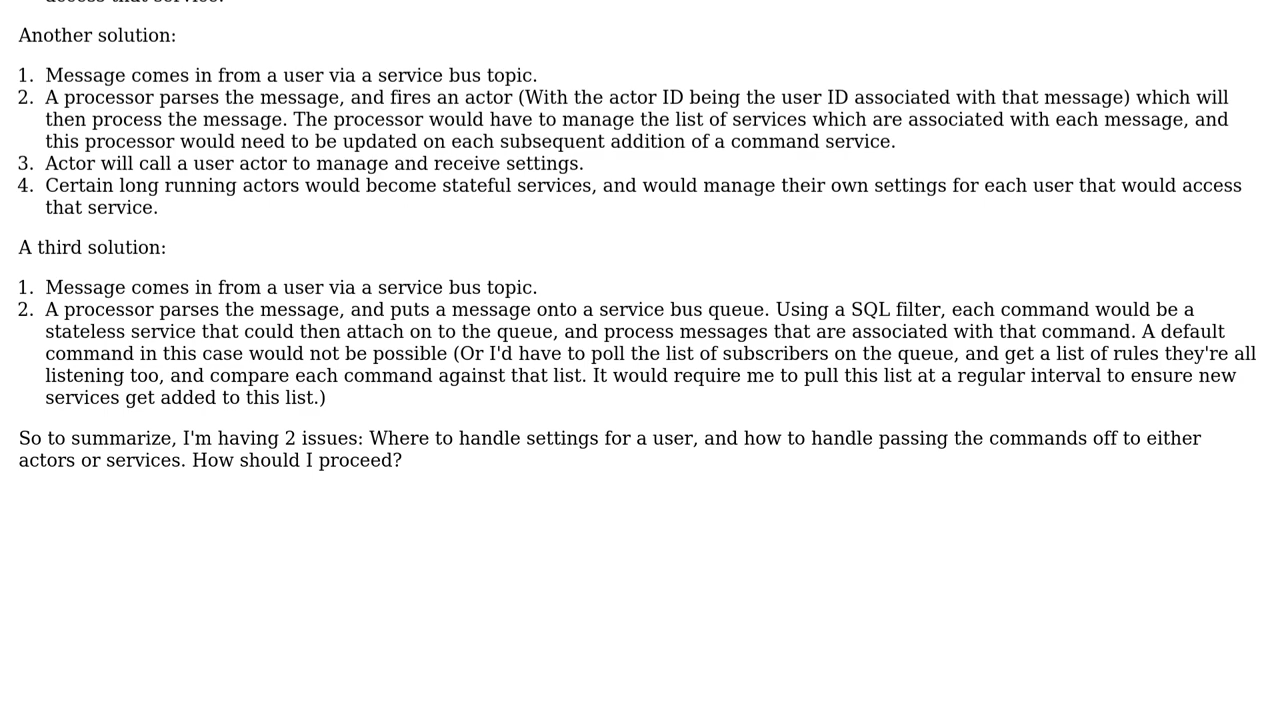 access that service.
Another solution:
1. Message comes in from a user via a service bus topic.
2. A processor parses the message, and fires an actor (With the actor ID being the user ID associated with that message) which will
then process the message. The processor would have to manage the list of services which are associated with each message, and
this processor would need to be updated on each subsequent addition of a command service.
3. Actor will call a user actor to manage and receive settings.
4. Certain long running actors would become stateful services, and would manage their own settings for each user that would access
that service.
A third solution:
1. Message comes in from a user via a service bus topic.
2. A processor parses the message, and puts a message onto a service bus queue. Using a SQL filter, each command would be a
stateless service that could then attach on to the queue, and process messages that are associated with that command. A default
command in this case would not be possible (Or I'd have to poll the list of subscribers on the queue, and get a list of rules they're all
listening too, and compare each command against that list. It would require me to pull this list at a regular interval to ensure new
services get added to this list.)
So to summarize, I'm having 2 issues: Where to handle settings for a user, and how to handle passing the commands off to either
actors or services. How should I proceed?